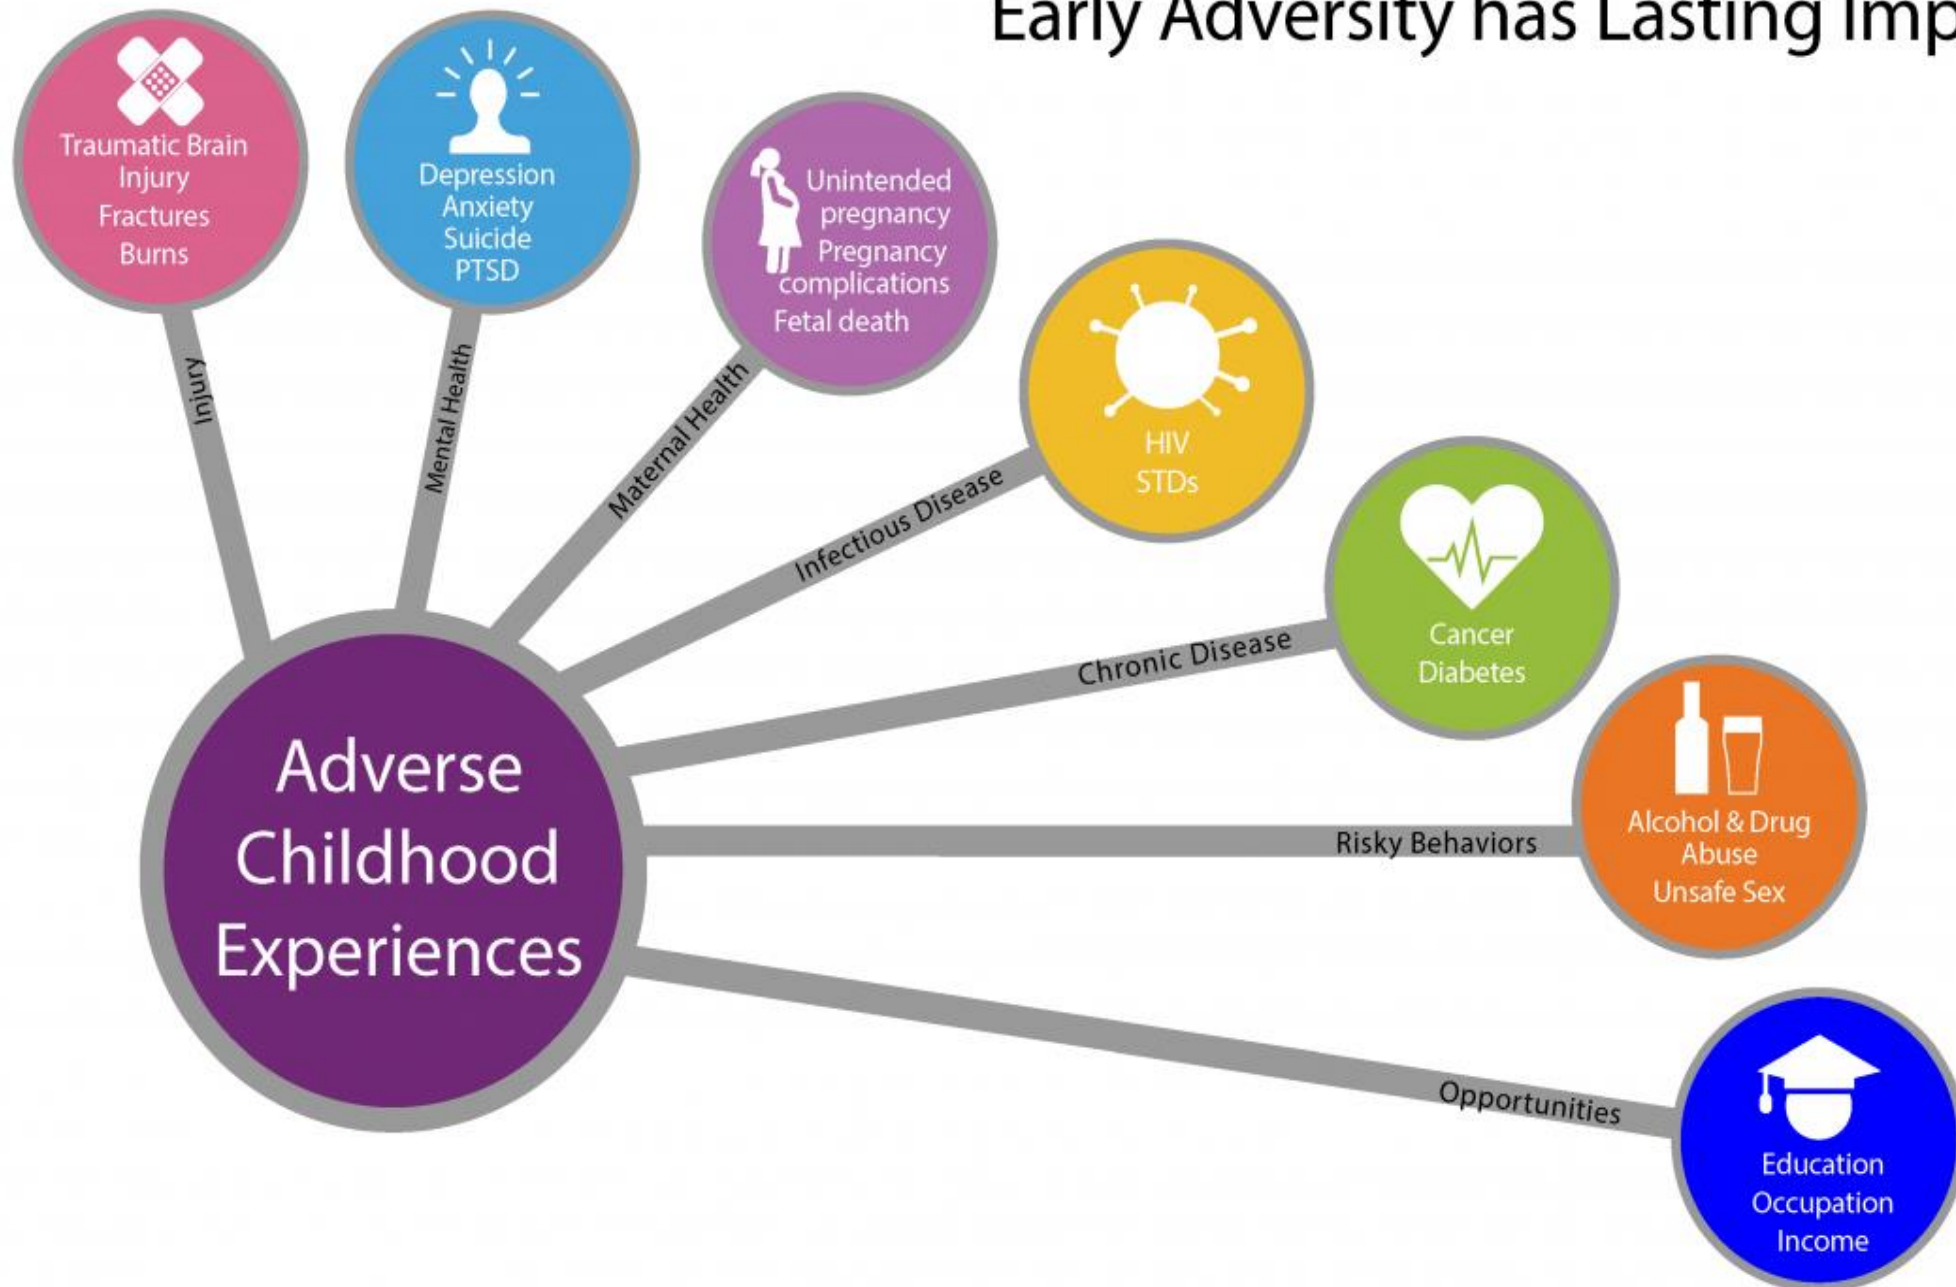 Early Adversity has Lasting Imp
Traumatic Brain
Injury
Fractures
Burns
Injury
Depression
Anxiety
Suicide
PTSD
Mental Health
Unintended
pregnancy
Pregnancy
complications
Fetal death
Maternal Health
HIV
STDs
Infectious Disease
Cancer
Diabetes
Chronic Disease
Alcohol & Drug
Abuse
Unsafe Sex
Risky Behaviors
Education
Occupation
Income
Opportunities
Adverse
Childhood
Experiences